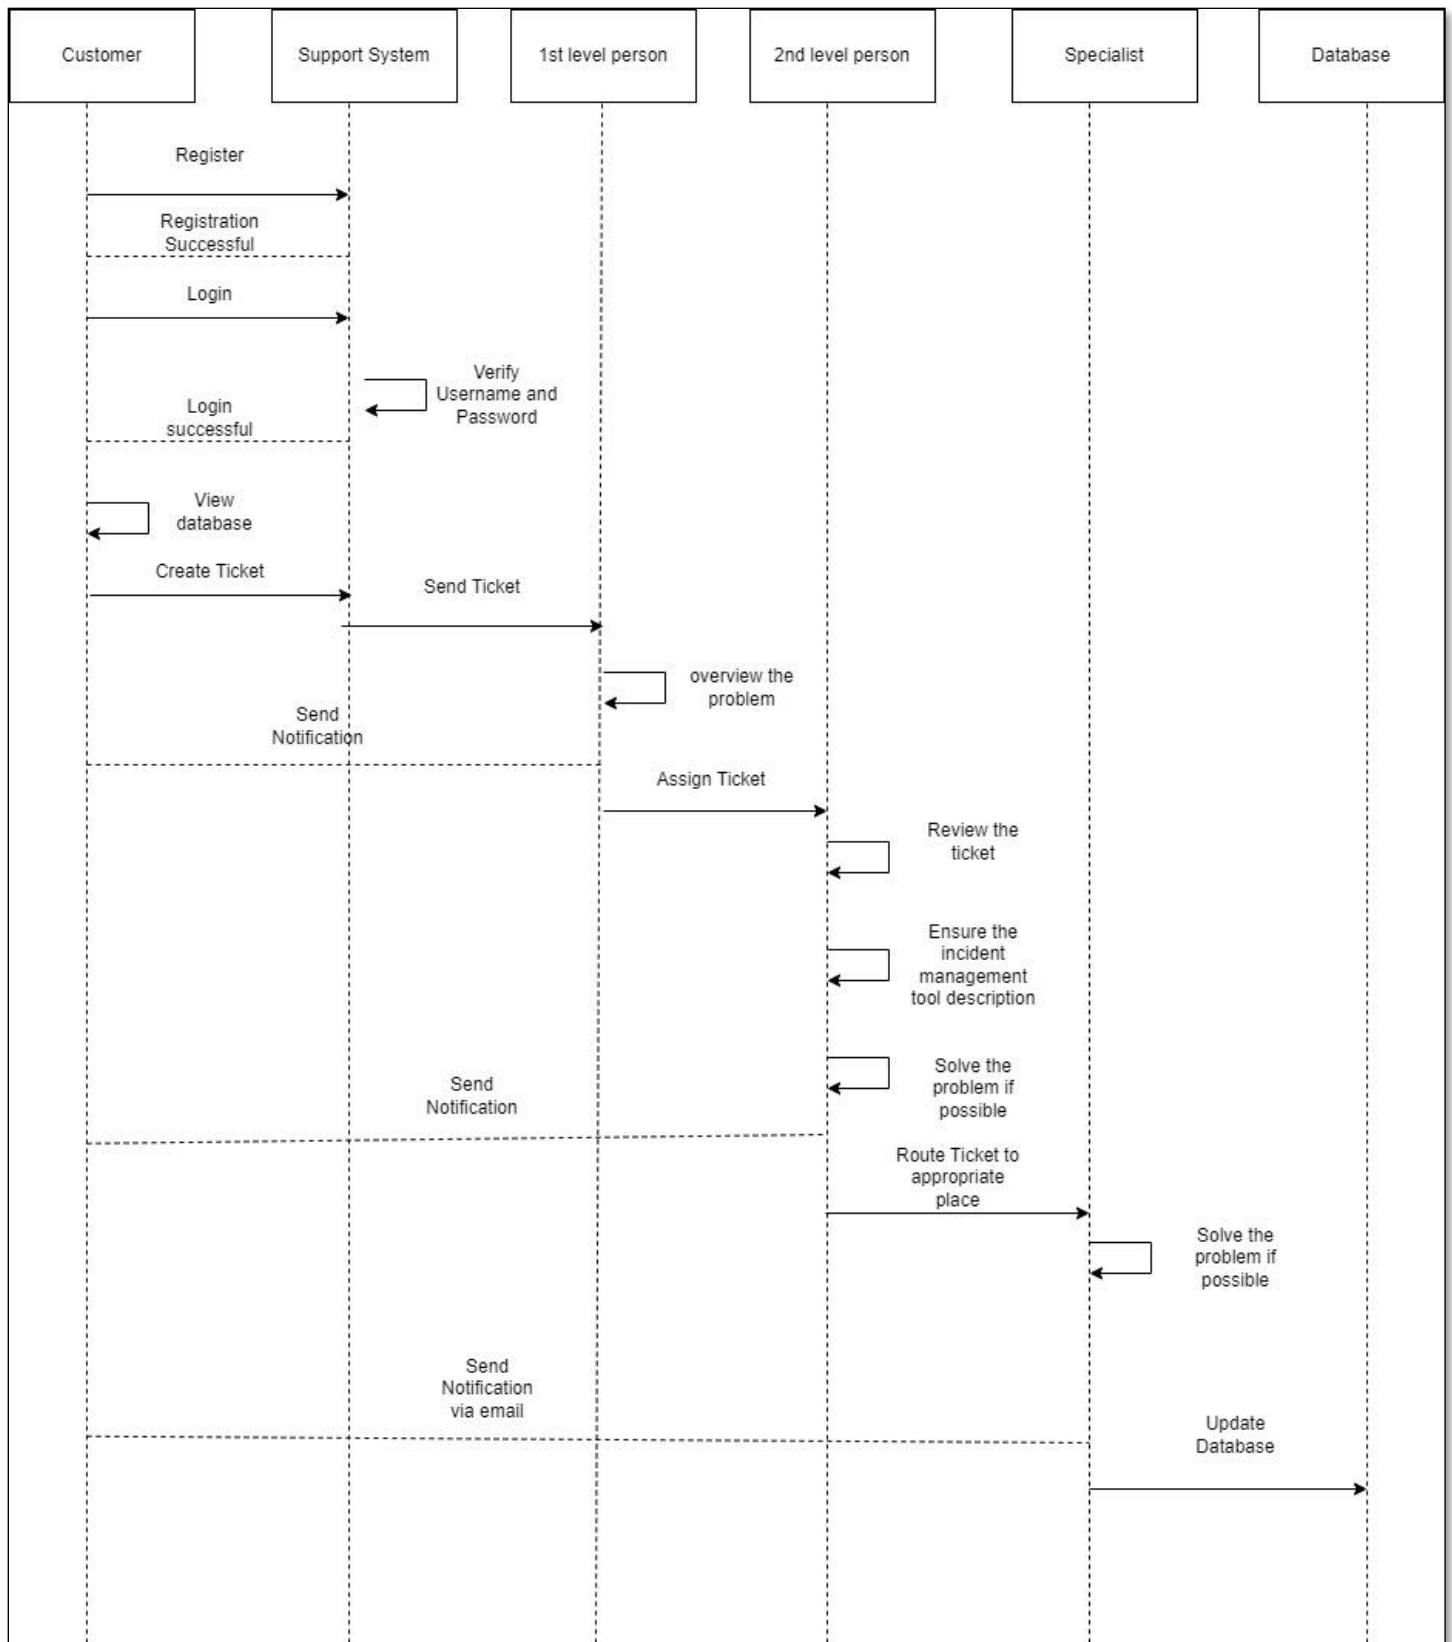 Customer
Support System
1st level person
2nd level person
Specialist
Database
Register
Registration
Successful
Login
Verify
Username and
Password
Login
successful
View
database
Create Ticket
Send Ticket
overview the
problem
Send
Notification
Assign Ticket
Review the
ticket
Ensure the
incident
management
tool description
Solve the
problem if
possible
Send
Notification
Route Ticket to
appropriate
place
Solve the
problem if
possible
Send
Notification
via email
Update
Database